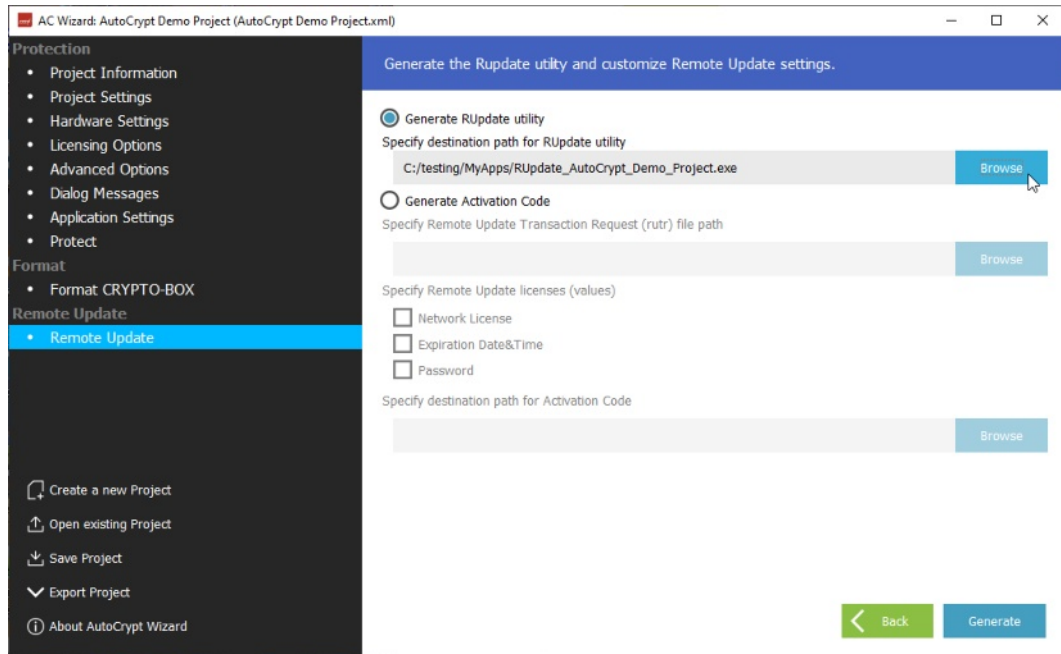 AC Wizard: AutoCrypt Demo Project (AutoCrypt Demo Project.xml)
Protection
• Project Information
• Project Settings
• Hardware Settings
• Licensing Options
• Advanced Options
• Dialog Messages
• Application Settings
• Protect
Format
• Format CRYPTO-BOX
Remote Update
• Remote Update
Create a new Project
Open existing Project
Save Project
Export Project
About AutoCrypt Wizard
Generate the Rupdate utility and customize Remote Update settings.
Generate RUpdate utility
Specify destination path for RUpdate utility
C:/testing/MyApps/RUpdate_AutoCrypt_Demo_Project.exe
Browse
Generate Activation Code
Specify Remote Update Transaction Request (rutr) file path
Browse
Specify Remote Update licenses (values)
Network License
Expiration Date&Time
Password
Specify destination path for Activation Code
Browse
Back
Generate